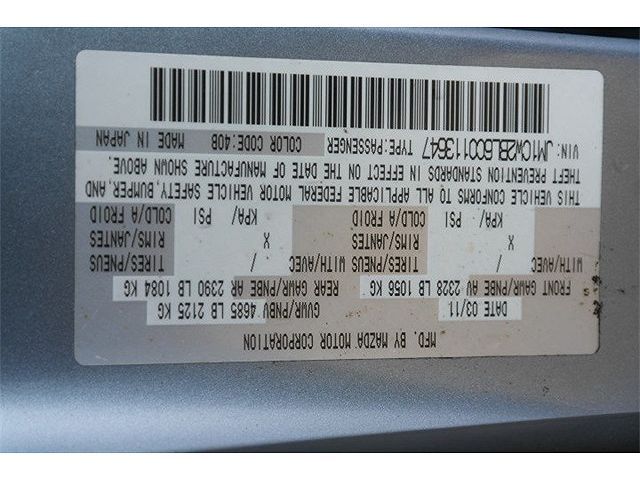 MFD. BY MAZDA MOTOR CORPORATION
DATE 03/11 GVWR/PNBV 4685 LB 2125 KG
FRONT GAWR/PNBE AV 2328 LB 1056 KG REAR GAWR/PNBE AR 2390 LB 1084 KG
WITH/AVEC TIRES/PNEUS / WITH/AVEC TIRES/PNEUS /
RIMS/JANTES X RIMS/JANTES X
COLD/A FROID KPA/ PSI COLD/A FROID KPA/ PSI
THIS VEHICLE CONFORMS TO ALL APPLICABLE FEDERAL MOTOR VEHICLE SAFETY, BUMPER, AND
THEFT PREVENTION STANDARDS IN EFFECT ON THE DATE OF MANUFACTURE SHOWN ABOVE.
VIN: JM1CW2BL6C0113647 TYPE: PASSENGER COLOR CODE: 40B MADE IN JAPAN